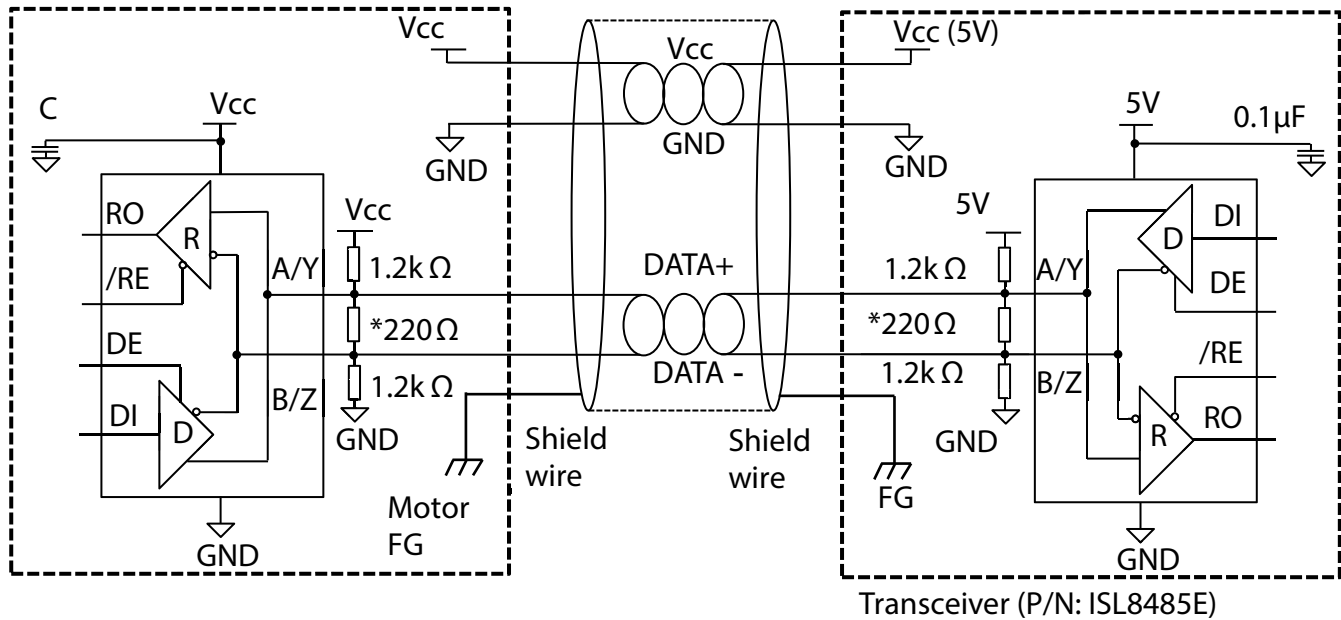 Vcc
Vcc
Vcc (5V)
C
Vcc
GND
GND
GND
5V
0.1μF
RO
R
/RE
DE
DI
D
A/Y
B/Z
Vcc
1.2k Ω
*220 Ω
1.2k Ω
GND
GND
DATA+
DATA -
Shield
wire
Shield
wire
Motor
FG
FG
5V
1.2k Ω
*220 Ω
1.2k Ω
GND
A/Y
B/Z
D
DI
DE
/RE
R
RO
GND
Transceiver (P/N: ISL8485E)